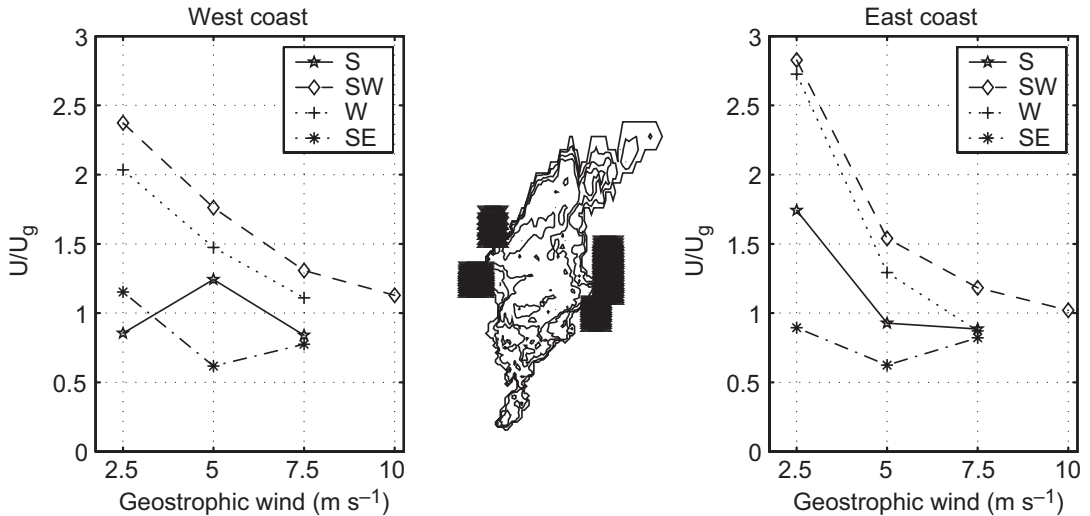 West coast
3
2.5
2
1.5
1
0.5
0
U/Ug
S
SW
W
SE
2.5 5 7.5 10
Geostrophic wind (m s–1)
East coast
3
2.5
2
1.5
1
0.5
0
U/Ug
S
SW
W
SE
2.5 5 7.5 10
Geostrophic wind (m s–1)